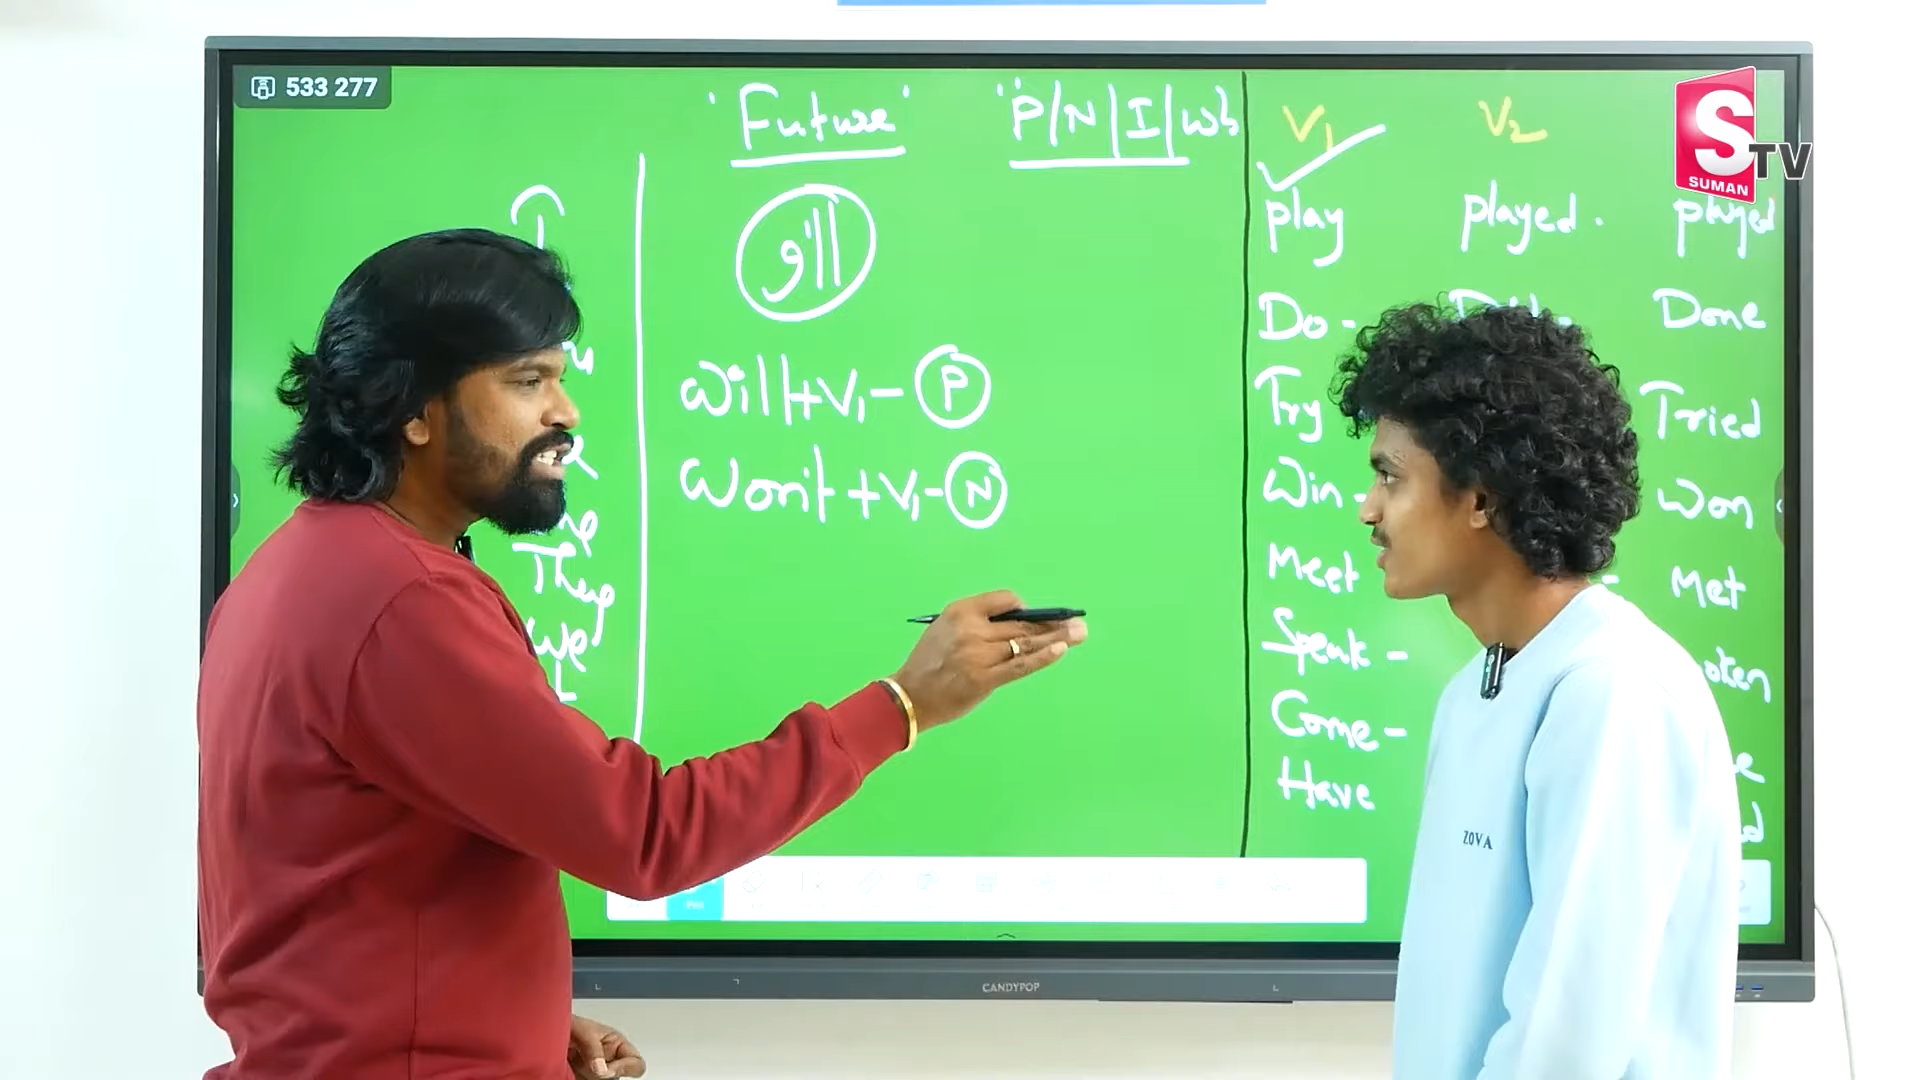 533 277
'Future' 'P/N/I/Wh
V1 V2
S
TV
SUMAN
play played. played
I'll
Do - Done
Will+V1- P
Try Tried
Won't+V1- N
Win - Won
They
Meet Met
We
Speak -
Come -
Have
ZOVA
CANDYPOP